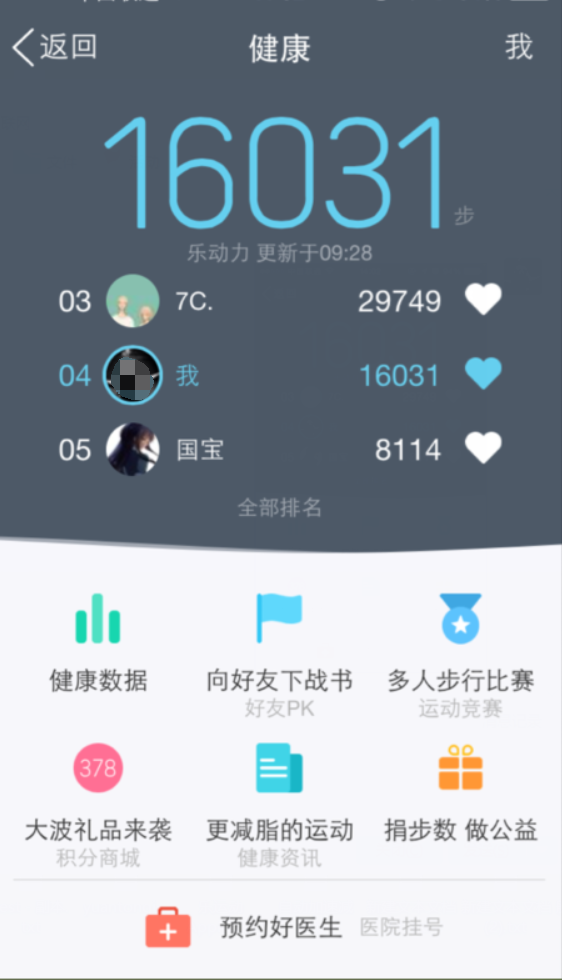 返回 健康 我
16031 步
乐动力 更新于09:28
03 7C. 29749
04 我 16031
05 国宝 8114
全部排名
健康数据 向好友下战书 多人步行比赛
好友PK 运动竞赛
378
大波礼品来袭 更减脂的运动 捐步数 做公益
积分商城 健康资讯
预约好医生 医院挂号